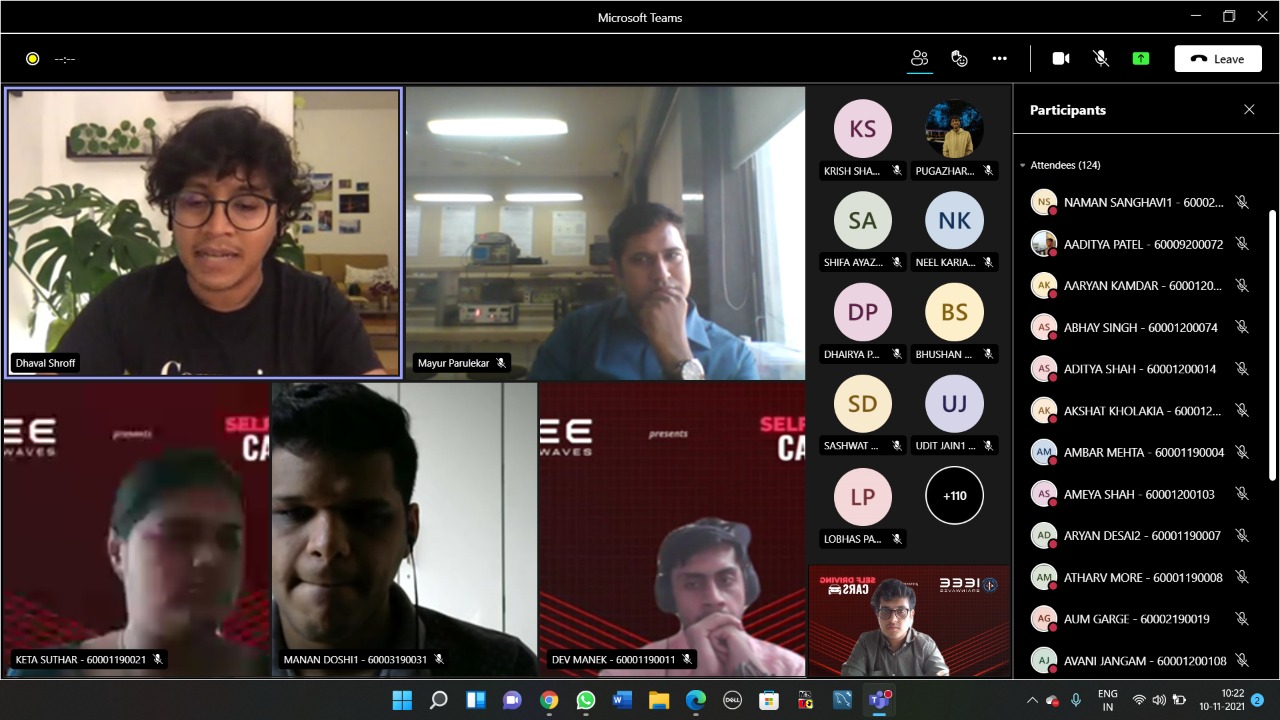 Microsoft Teams
--:--
Leave
Dhaval Shroff
Mayur Parulekar
KETA SUTHAR - 60001190021
MANAN DOSHI1 - 60003190031
DEV MANEK - 60001190011
EE
WAVES
presents
SELF
CA
EE
WAVES
presents
SEL
CA
KS
KRISH SHA...
PUGAZHAR...
SA
SHIFA AYAZ...
NK
NEEL KARIA...
DP
DHAIRYA P...
BS
BHUSHAN ...
SD
SASHWAT ...
UJ
UDIT JAIN1 ...
LP
LOBHAS PA...
+110
SELF DRIVING
CARS
IEEE
BRAINWAVES
Participants
Attendees (124)
NS
NAMAN SANGHAVI1 - 60002...
AADITYA PATEL - 60009200072
AK
AARYAN KAMDAR - 6000120...
AS
ABHAY SINGH - 60001200074
AS
ADITYA SHAH - 60001200014
AK
AKSHAT KHOLAKIA - 600012...
AM
AMBAR MEHTA - 60001190004
AS
AMEYA SHAH - 60001200103
AD
ARYAN DESAI2 - 60001190007
AM
ATHARV MORE - 60001190008
AG
AUM GARGE - 60002190019
AJ
AVANI JANGAM - 60001200108
DELL
ENG
IN
10:22
10-11-2021
2